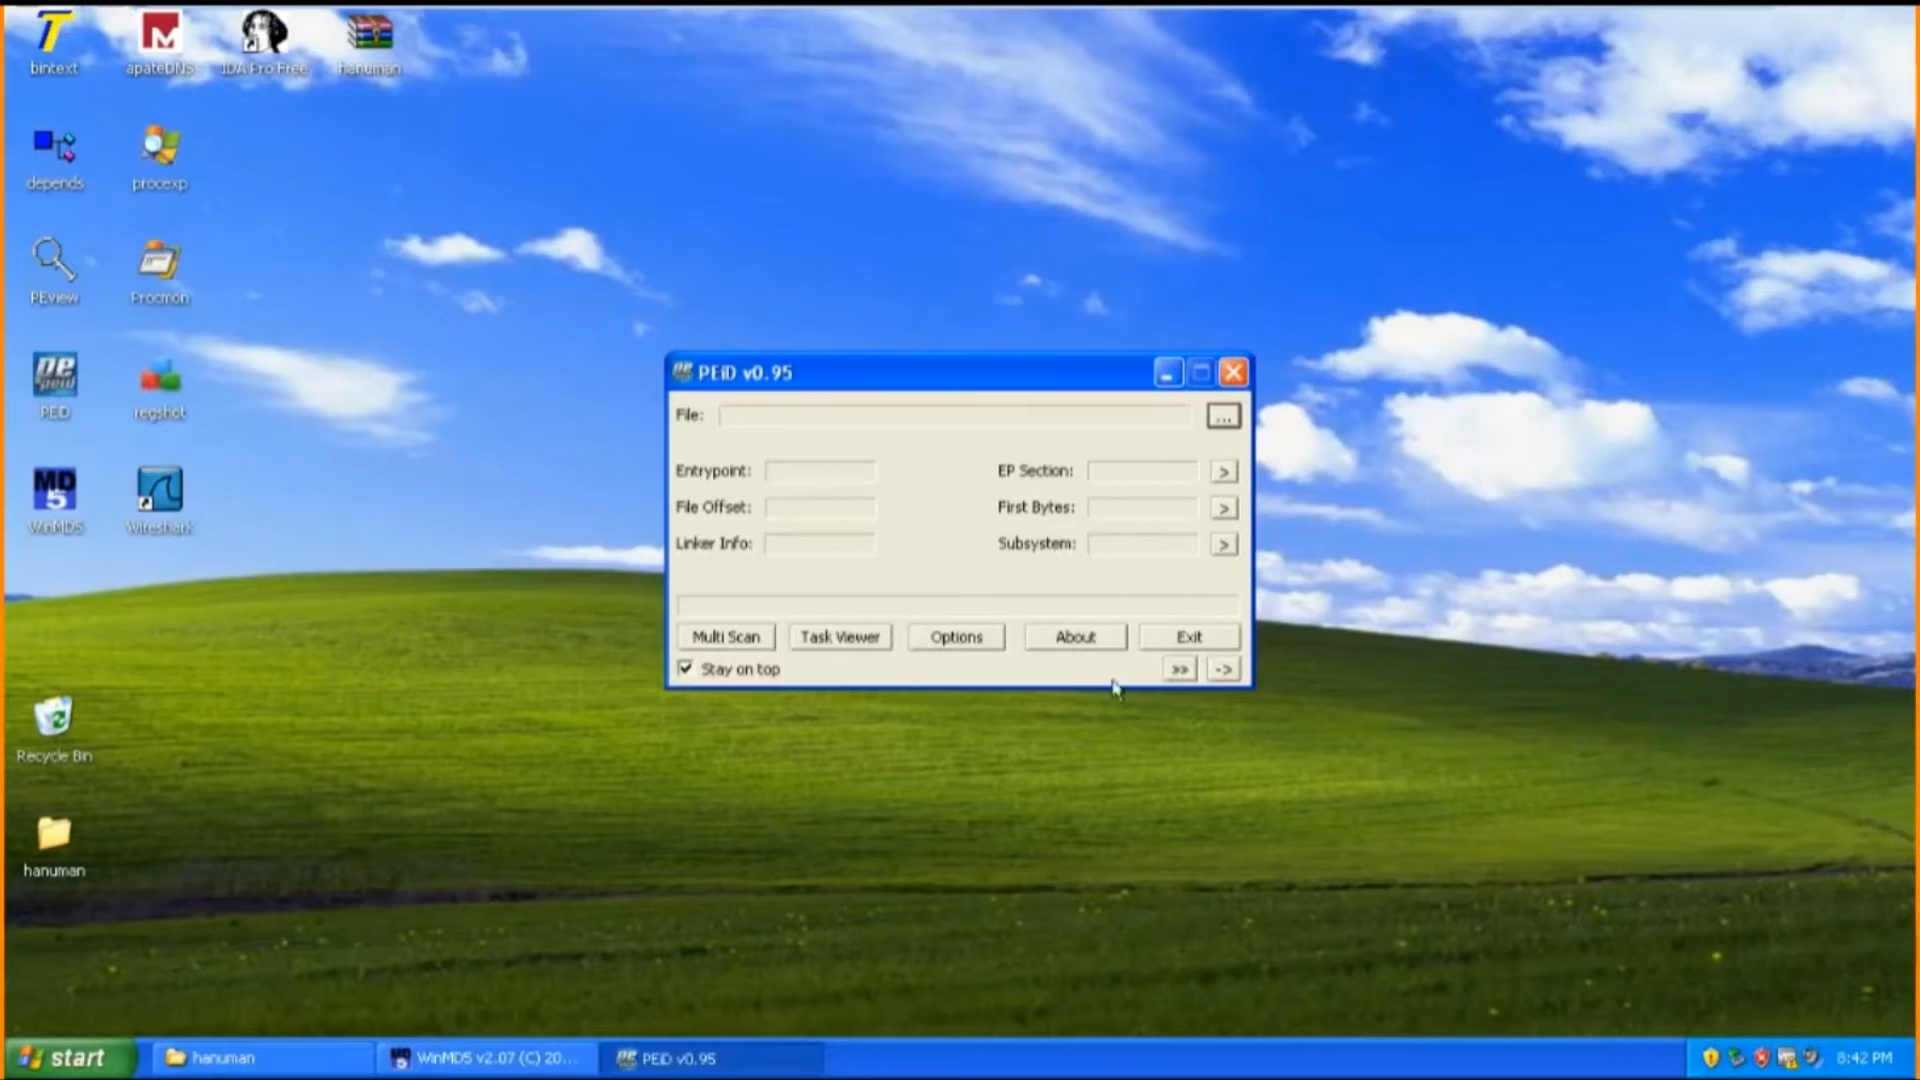 bintext
apateDNS
IDA Pro Free
hanuman
depends
procexp
PEview
Procmon
PEiD
regshot
MD
5
WinMD5
Wireshark
Recycle Bin
hanuman
PEiD v0.95
File:
...
Entrypoint:
EP Section:
>
File Offset:
First Bytes:
>
Linker Info:
Subsystem:
>
Multi Scan
Task Viewer
Options
About
Exit
Stay on top
>>
->
start
hanuman
WinMD5 v2.07 (C) 20...
PEiD v0.95
8:42 PM